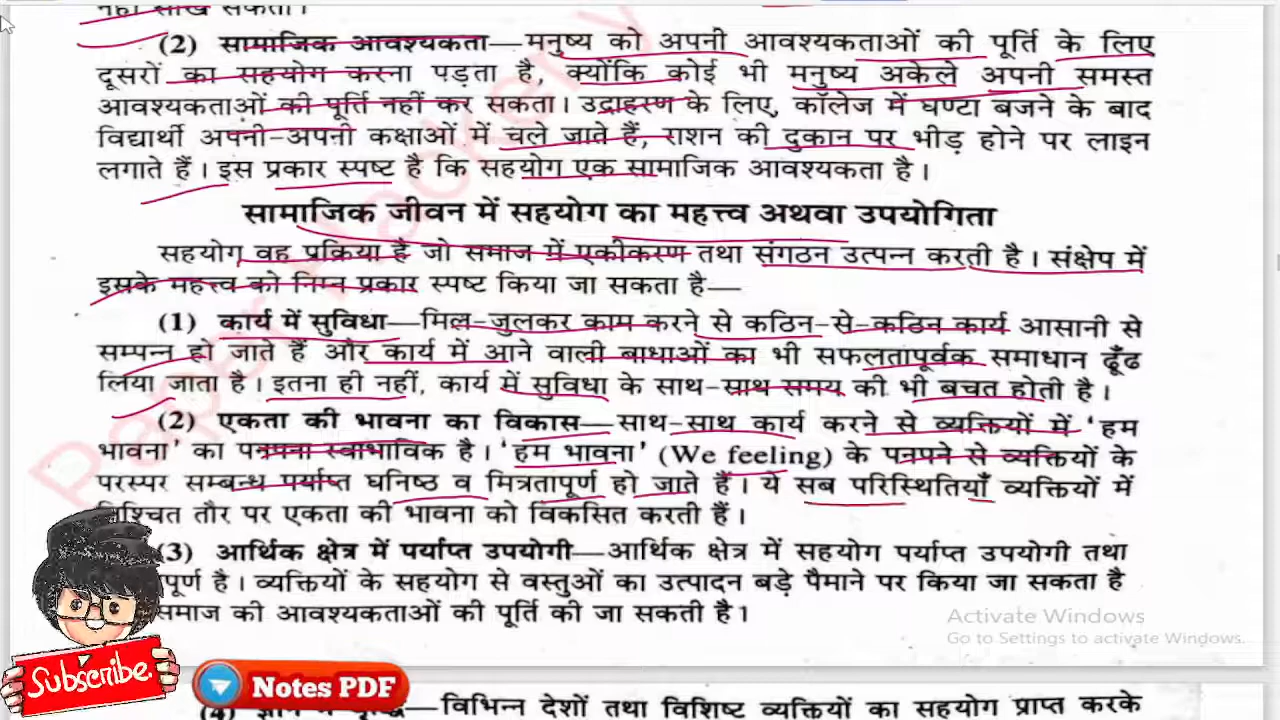 नहीं सीख सकता।
(2) सामाजिक आवश्यकता—मनुष्य को अपनी आवश्यकताओं की पूर्ति के लिए
दूसरों का सहयोग करना पड़ता है, क्योंकि कोई भी मनुष्य अकेले अपनी समस्त
आवश्यकताओं की पूर्ति नहीं कर सकता। उदाहरण के लिए, कॉलेज में घण्टा बजने के बाद
विद्यार्थी अपनी-अपनी कक्षाओं में चले जाते हैं, राशन की दुकान पर भीड़ होने पर लाइन
लगाते हैं। इस प्रकार स्पष्ट है कि सहयोग एक सामाजिक आवश्यकता है।
सामाजिक जीवन में सहयोग का महत्त्व अथवा उपयोगिता
सहयोग वह प्रक्रिया है जो समाज में एकीकरण तथा संगठन उत्पन्न करती है। संक्षेप में
इसके महत्त्व को निम्न प्रकार स्पष्ट किया जा सकता है—
(1) कार्य में सुविधा—मिल-जुलकर काम करने से कठिन-से-कठिन कार्य आसानी से
सम्पन्न हो जाते हैं और कार्य में आने वाली बाधाओं का भी सफलतापूर्वक समाधान ढूँढ
लिया जाता है। इतना ही नहीं, कार्य में सुविधा के साथ-साथ समय की भी बचत होती है।
(2) एकता की भावना का विकास—साथ-साथ कार्य करने से व्यक्तियों में 'हम
भावना' का पनपना स्वाभाविक है। 'हम भावना' (We feeling) के पनपने से व्यक्तियों के
परस्पर सम्बन्ध पर्याप्त घनिष्ठ व मित्रतापूर्ण हो जाते हैं। ये सब परिस्थितियाँ व्यक्तियों में
निश्चित तौर पर एकता की भावना को विकसित करती हैं।
(3) आर्थिक क्षेत्र में पर्याप्त उपयोगी—आर्थिक क्षेत्र में सहयोग पर्याप्त उपयोगी तथा
पूर्ण है। व्यक्तियों के सहयोग से वस्तुओं का उत्पादन बड़े पैमाने पर किया जा सकता है
समाज की आवश्यकताओं की पूर्ति की जा सकती है।
Activate Windows
Go to Settings to activate Windows.
Subscribe
Notes PDF
(4) —विभिन्न देशों तथा विशिष्ट व्यक्तियों का सहयोग प्राप्त करके